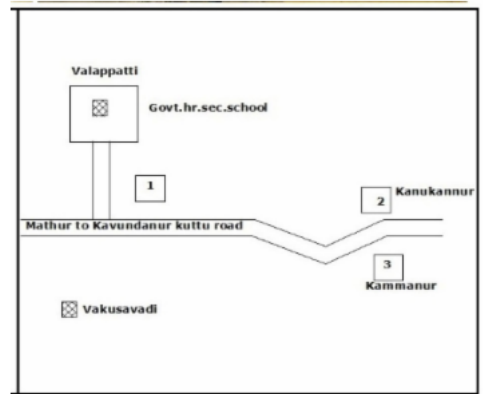 Valappatti
Govt.hr.sec.school
1
2
Kanukannur
Mathur to Kavundanur kuttu road
3
Kammanur
Vakusavadi